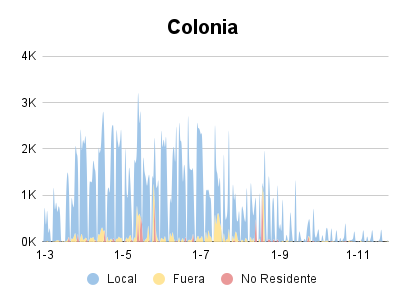 Colonia
4K
3K
2K
1K
0K
1-3 1-5 1-7 1-9 1-11
Local Fuera No Residente